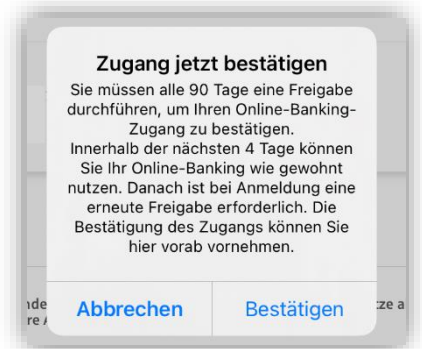 Zugang jetzt bestätigen
Sie müssen alle 90 Tage eine Freigabe
durchführen, um Ihren Online-Banking-
Zugang zu bestätigen.
Innerhalb der nächsten 4 Tage können
Sie Ihr Online-Banking wie gewohnt
nutzen. Danach ist bei Anmeldung eine
erneute Freigabe erforderlich. Die
Bestätigung des Zugangs können Sie
hier vorab vornehmen.
Abbrechen
Bestätigen